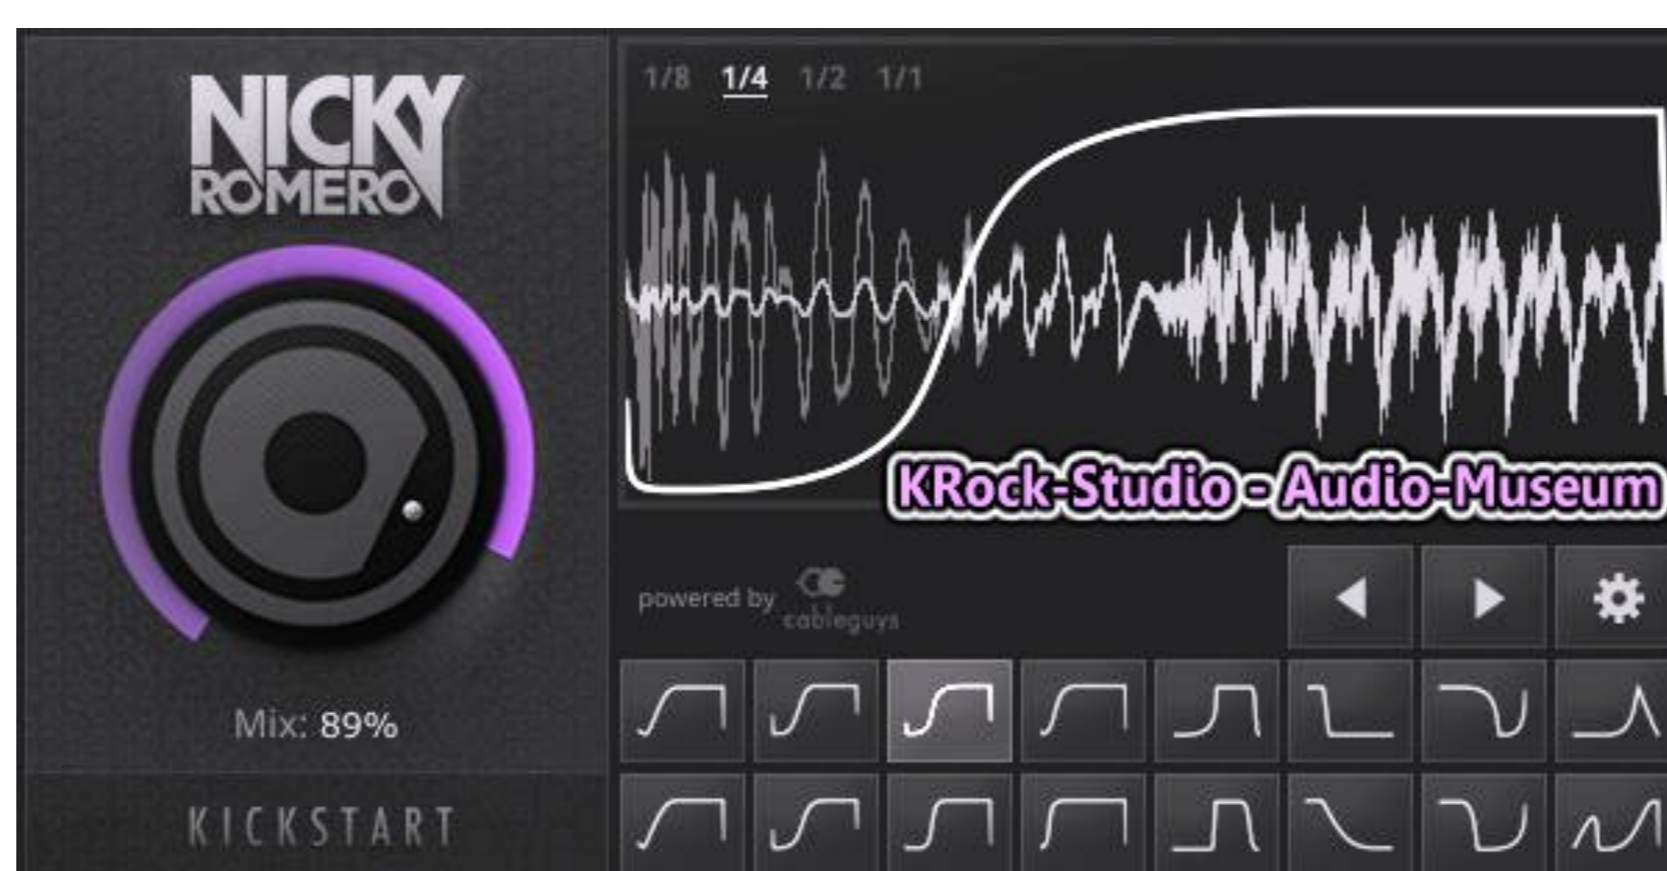 NICKY
ROMERO
1/8 1/4 1/2 1/1
KRock-Studio - Audio-Museum
powered by cableguys
Mix: 89%
KICKSTART